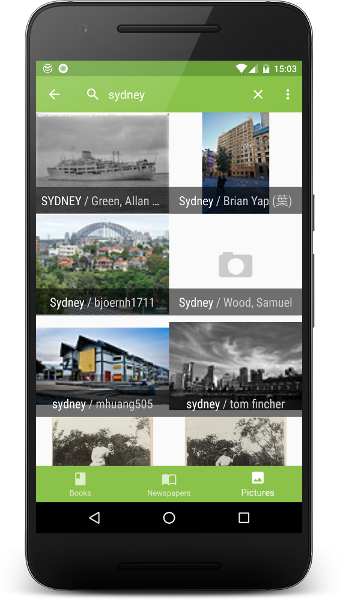 15:03
sydney
SYDNEY / Green, Allan ...
Sydney / Brian Yap (葉)
Sydney / bjoernh1711
Sydney / Wood, Samuel
sydney / mhuang505
sydney / tom fincher
Books
Newspapers
Pictures